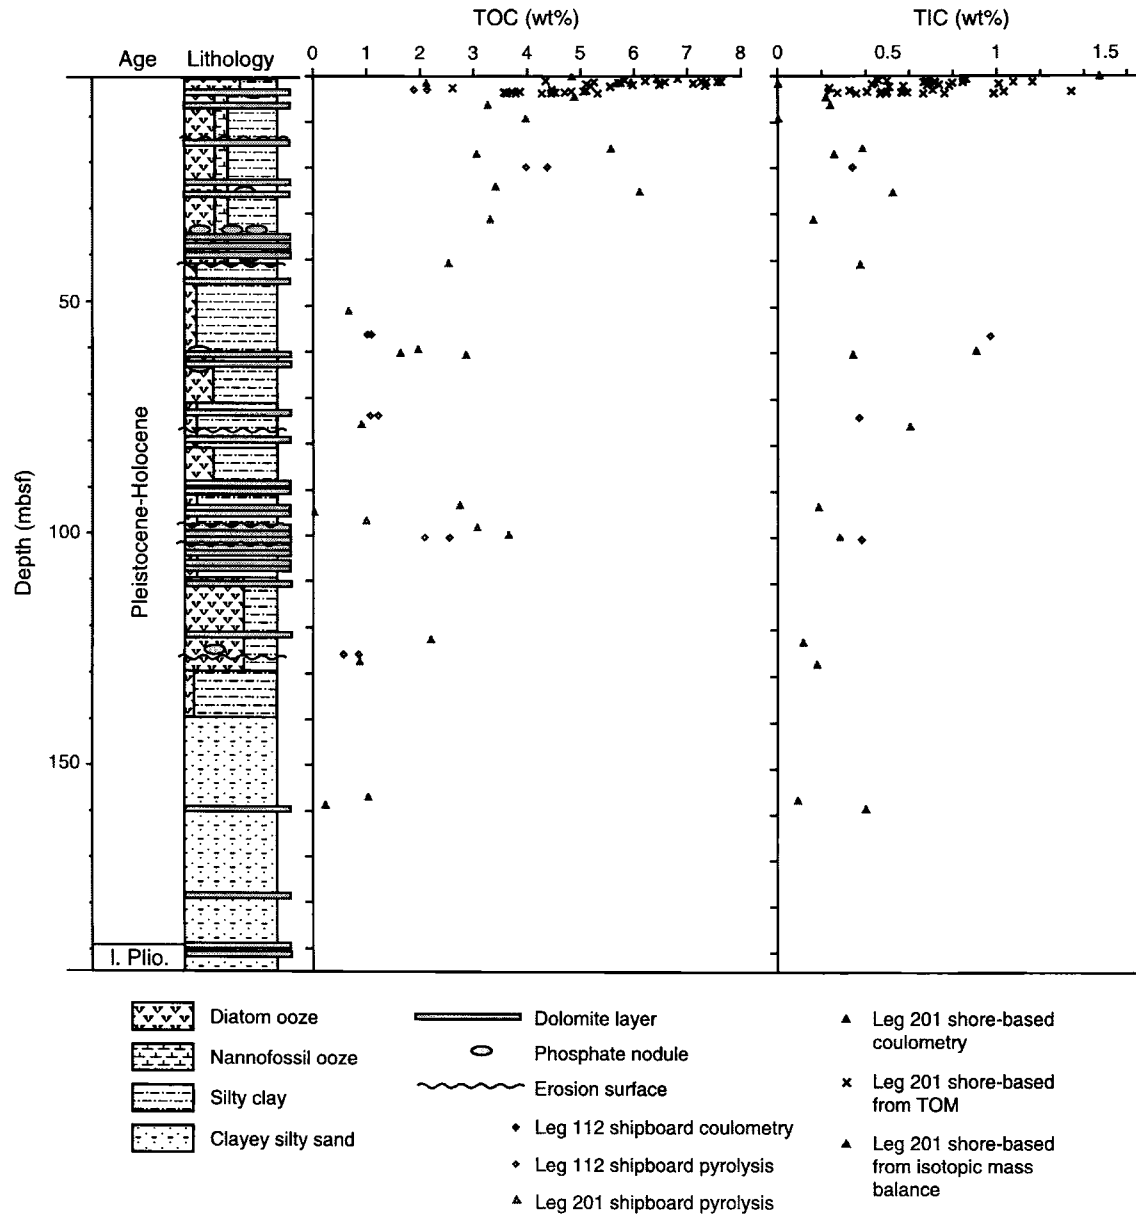 TOC (wt%)
TIC (wt%)
Age
Lithology
0 1 2 3 4 5 6 7 8
0 0.5 1 1.5
Depth (mbsf)
50
100
150
Pleistocene-Holocene
l. Plio.
Diatom ooze
Nannofossil ooze
Silty clay
Clayey silty sand
Dolomite layer
Phosphate nodule
Erosion surface
Leg 112 shipboard coulometry
Leg 112 shipboard pyrolysis
Leg 201 shipboard pyrolysis
Leg 201 shore-based
coulometry
Leg 201 shore-based
from TOM
Leg 201 shore-based
from isotopic mass
balance